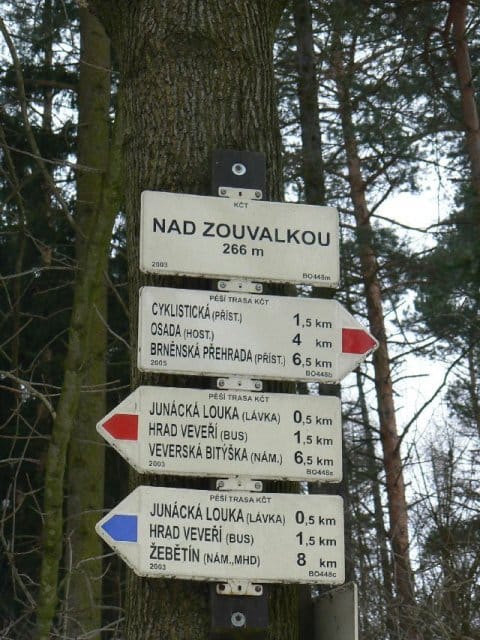 KČT
NAD ZOUVALKOU
266 m
2003 BO448m
PĚŠÍ TRASA KČT
CYKLISTICKÁ (PŘÍST.) 1,5 km
OSADA (HOST.) 4 km
BRNĚNSKÁ PŘEHRADA (PŘÍST.) 6,5 km
2005 BO448b
PĚŠÍ TRASA KČT
JUNÁCKÁ LOUKA (LÁVKA) 0,5 km
HRAD VEVEŘÍ (BUS) 1,5 km
VEVERSKÁ BITÝŠKA (NÁM.) 6,5 km
2003 BO448a
PĚŠÍ TRASA KČT
JUNÁCKÁ LOUKA (LÁVKA) 0,5 km
HRAD VEVEŘÍ (BUS) 1,5 km
ŽEBĚTÍN (NÁM.,MHD) 8 km
2003 BO448c